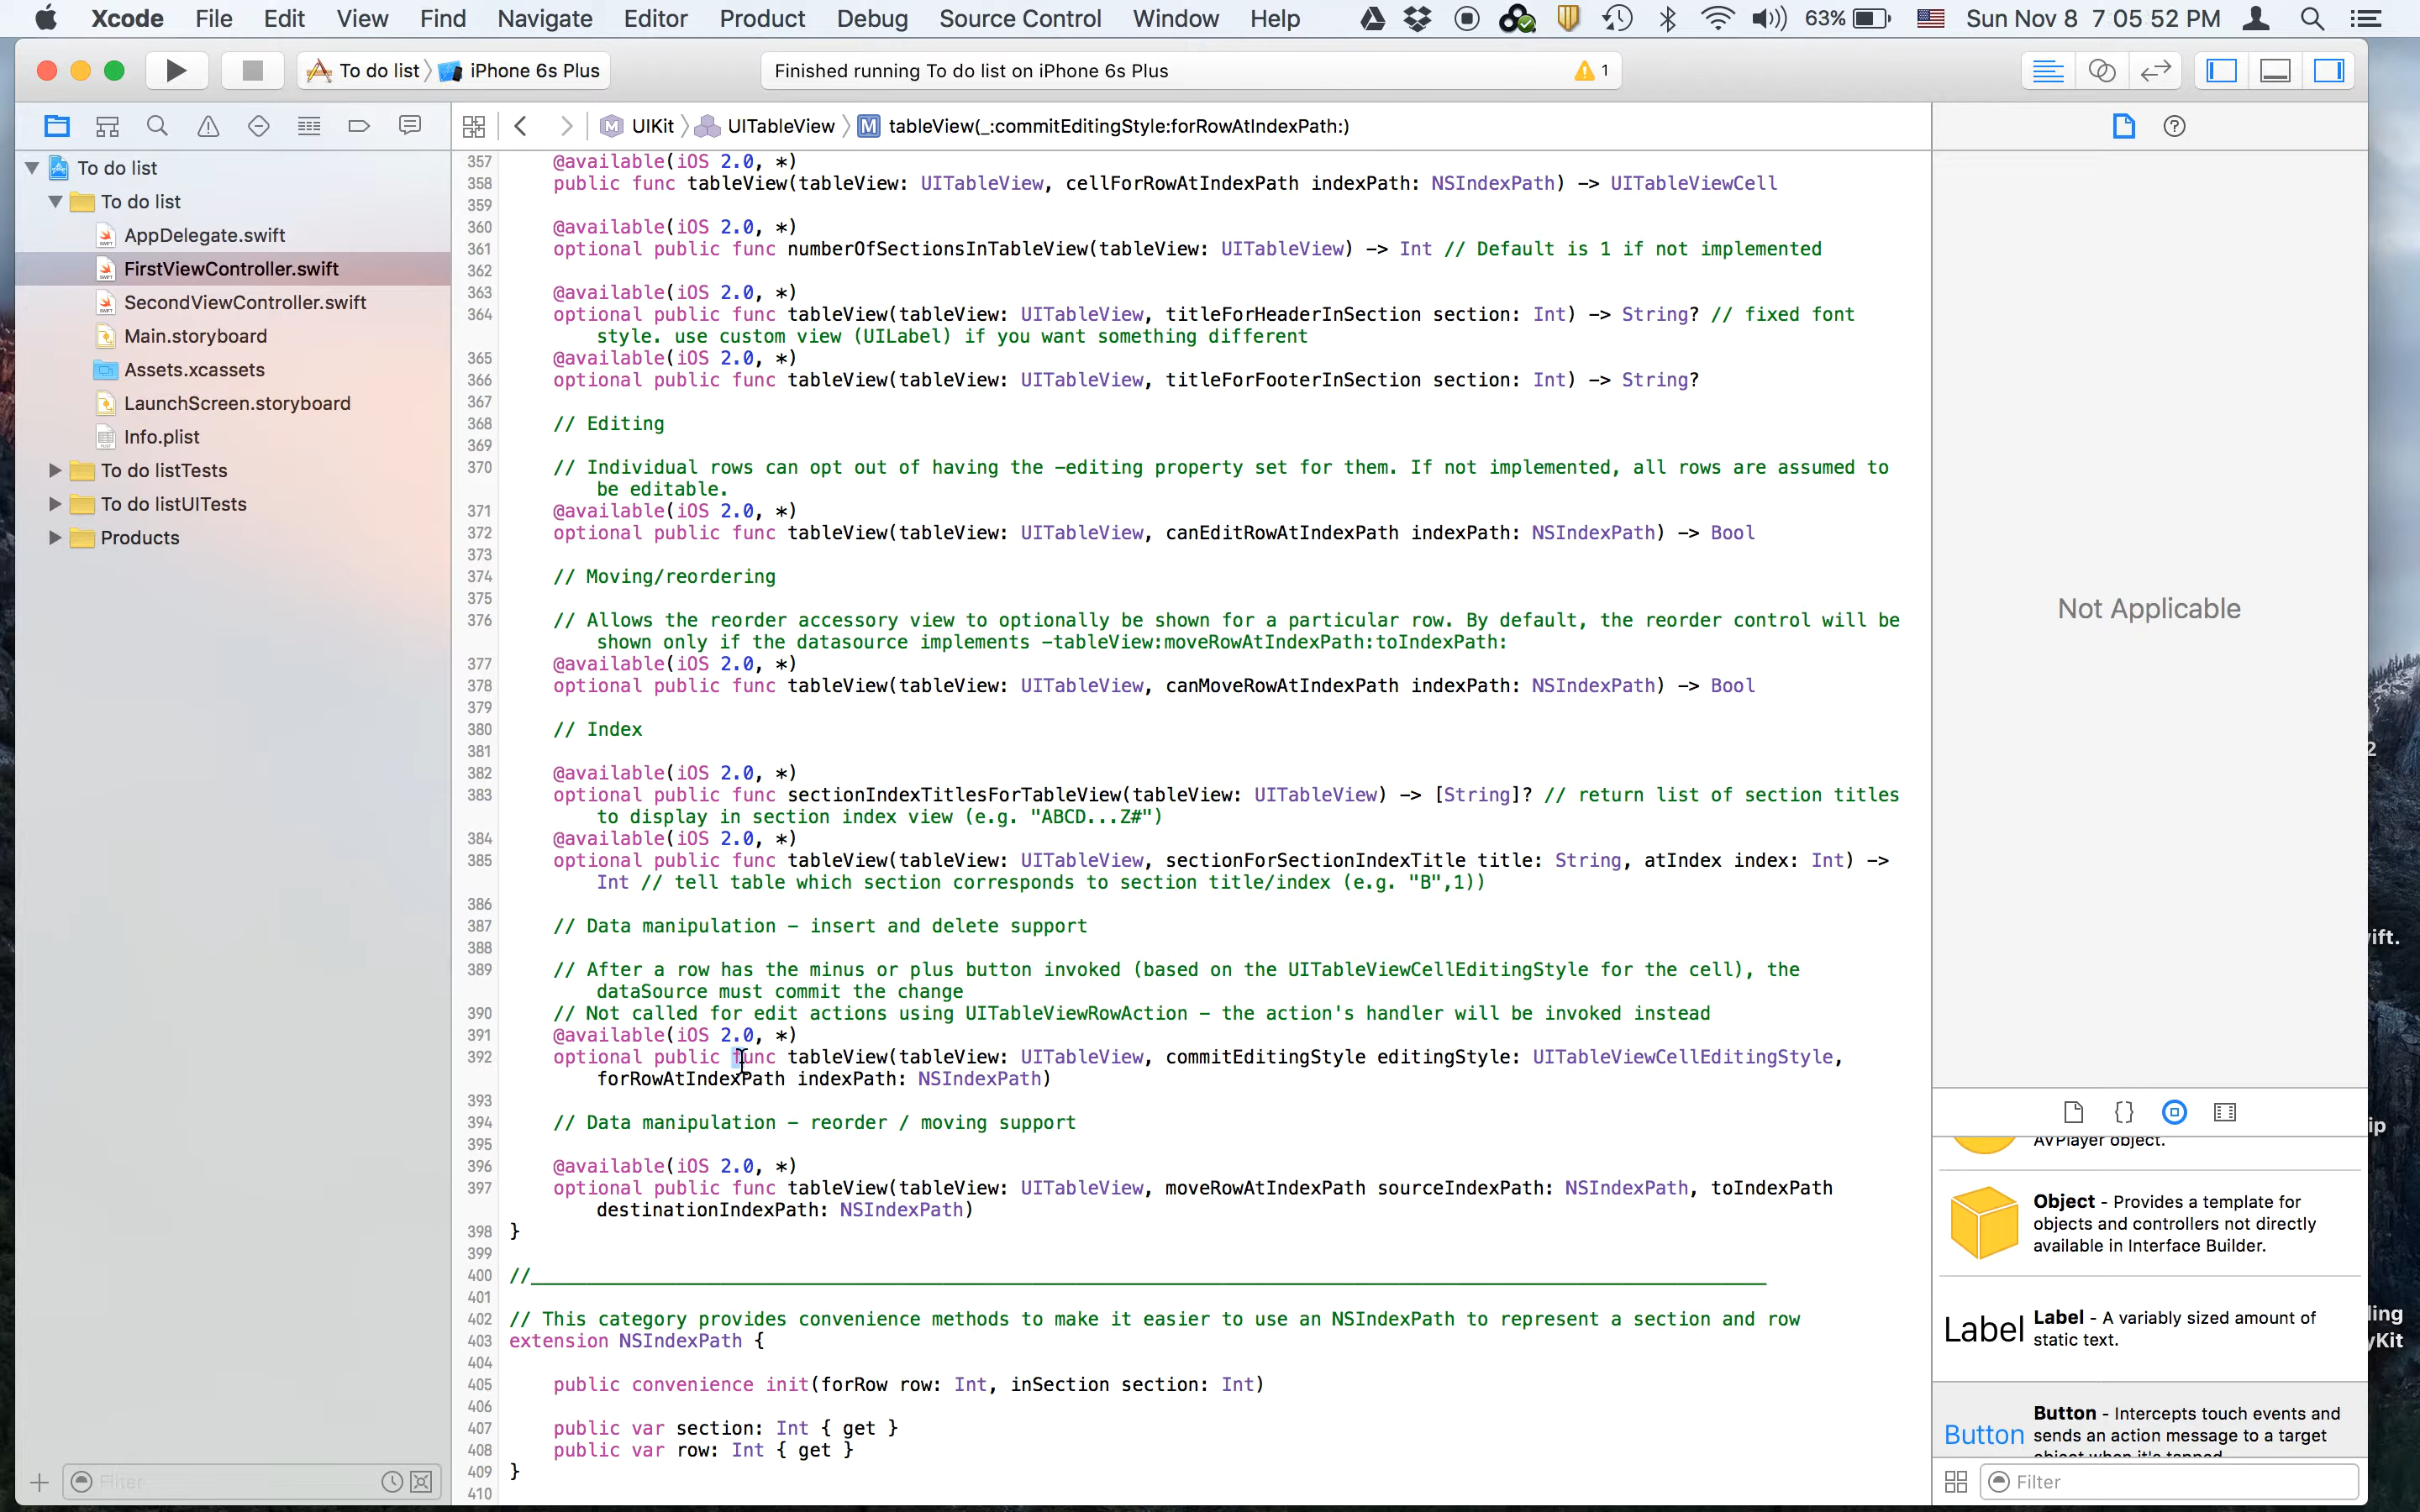 Xcode File Edit View Find Navigate Editor Product Debug Source Control Window Help 63% Sun Nov 8 7 05 52 PM
To do list iPhone 6s Plus Finished running To do list on iPhone 6s Plus 1
UIKit UITableView M tableView(_:commitEditingStyle:forRowAtIndexPath:)
To do list
To do list
AppDelegate.swift
FirstViewController.swift
SecondViewController.swift
Main.storyboard
Assets.xcassets
LaunchScreen.storyboard
Info.plist
To do listTests
To do listUITests
Products
Filter
357 @available(iOS 2.0, *)
358 public func tableView(tableView: UITableView, cellForRowAtIndexPath indexPath: NSIndexPath) -> UITableViewCell
359
360 @available(iOS 2.0, *)
361 optional public func numberOfSectionsInTableView(tableView: UITableView) -> Int // Default is 1 if not implemented
362
363 @available(iOS 2.0, *)
364 optional public func tableView(tableView: UITableView, titleForHeaderInSection section: Int) -> String? // fixed font
style. use custom view (UILabel) if you want something different
365 @available(iOS 2.0, *)
366 optional public func tableView(tableView: UITableView, titleForFooterInSection section: Int) -> String?
367
368 // Editing
369
370 // Individual rows can opt out of having the -editing property set for them. If not implemented, all rows are assumed to
be editable.
371 @available(iOS 2.0, *)
372 optional public func tableView(tableView: UITableView, canEditRowAtIndexPath indexPath: NSIndexPath) -> Bool
373
374 // Moving/reordering
375
376 // Allows the reorder accessory view to optionally be shown for a particular row. By default, the reorder control will be
shown only if the datasource implements -tableView:moveRowAtIndexPath:toIndexPath:
377 @available(iOS 2.0, *)
378 optional public func tableView(tableView: UITableView, canMoveRowAtIndexPath indexPath: NSIndexPath) -> Bool
379
380 // Index
381
382 @available(iOS 2.0, *)
383 optional public func sectionIndexTitlesForTableView(tableView: UITableView) -> [String]? // return list of section titles
to display in section index view (e.g. "ABCD...Z#")
384 @available(iOS 2.0, *)
385 optional public func tableView(tableView: UITableView, sectionForSectionIndexTitle title: String, atIndex index: Int) ->
Int // tell table which section corresponds to section title/index (e.g. "B",1))
386
387 // Data manipulation - insert and delete support
388
389 // After a row has the minus or plus button invoked (based on the UITableViewCellEditingStyle for the cell), the
dataSource must commit the change
390 // Not called for edit actions using UITableViewRowAction - the action's handler will be invoked instead
391 @available(iOS 2.0, *)
392 optional public func tableView(tableView: UITableView, commitEditingStyle editingStyle: UITableViewCellEditingStyle,
forRowAtIndexPath indexPath: NSIndexPath)
393
394 // Data manipulation - reorder / moving support
395
396 @available(iOS 2.0, *)
397 optional public func tableView(tableView: UITableView, moveRowAtIndexPath sourceIndexPath: NSIndexPath, toIndexPath
destinationIndexPath: NSIndexPath)
398 }
399
400 //____________________________________________________________
401
402 // This category provides convenience methods to make it easier to use an NSIndexPath to represent a section and row
403 extension NSIndexPath {
404
405 public convenience init(forRow row: Int, inSection section: Int)
406
407 public var section: Int { get }
408 public var row: Int { get }
409 }
410
Not Applicable
AVPlayer object.
Object - Provides a template for
objects and controllers not directly
available in Interface Builder.
Label Label - A variably sized amount of
static text.
Button Button - Intercepts touch events and
sends an action message to a target
object when it's tapped.
Filter
2
ift.
ip
ling
yKit